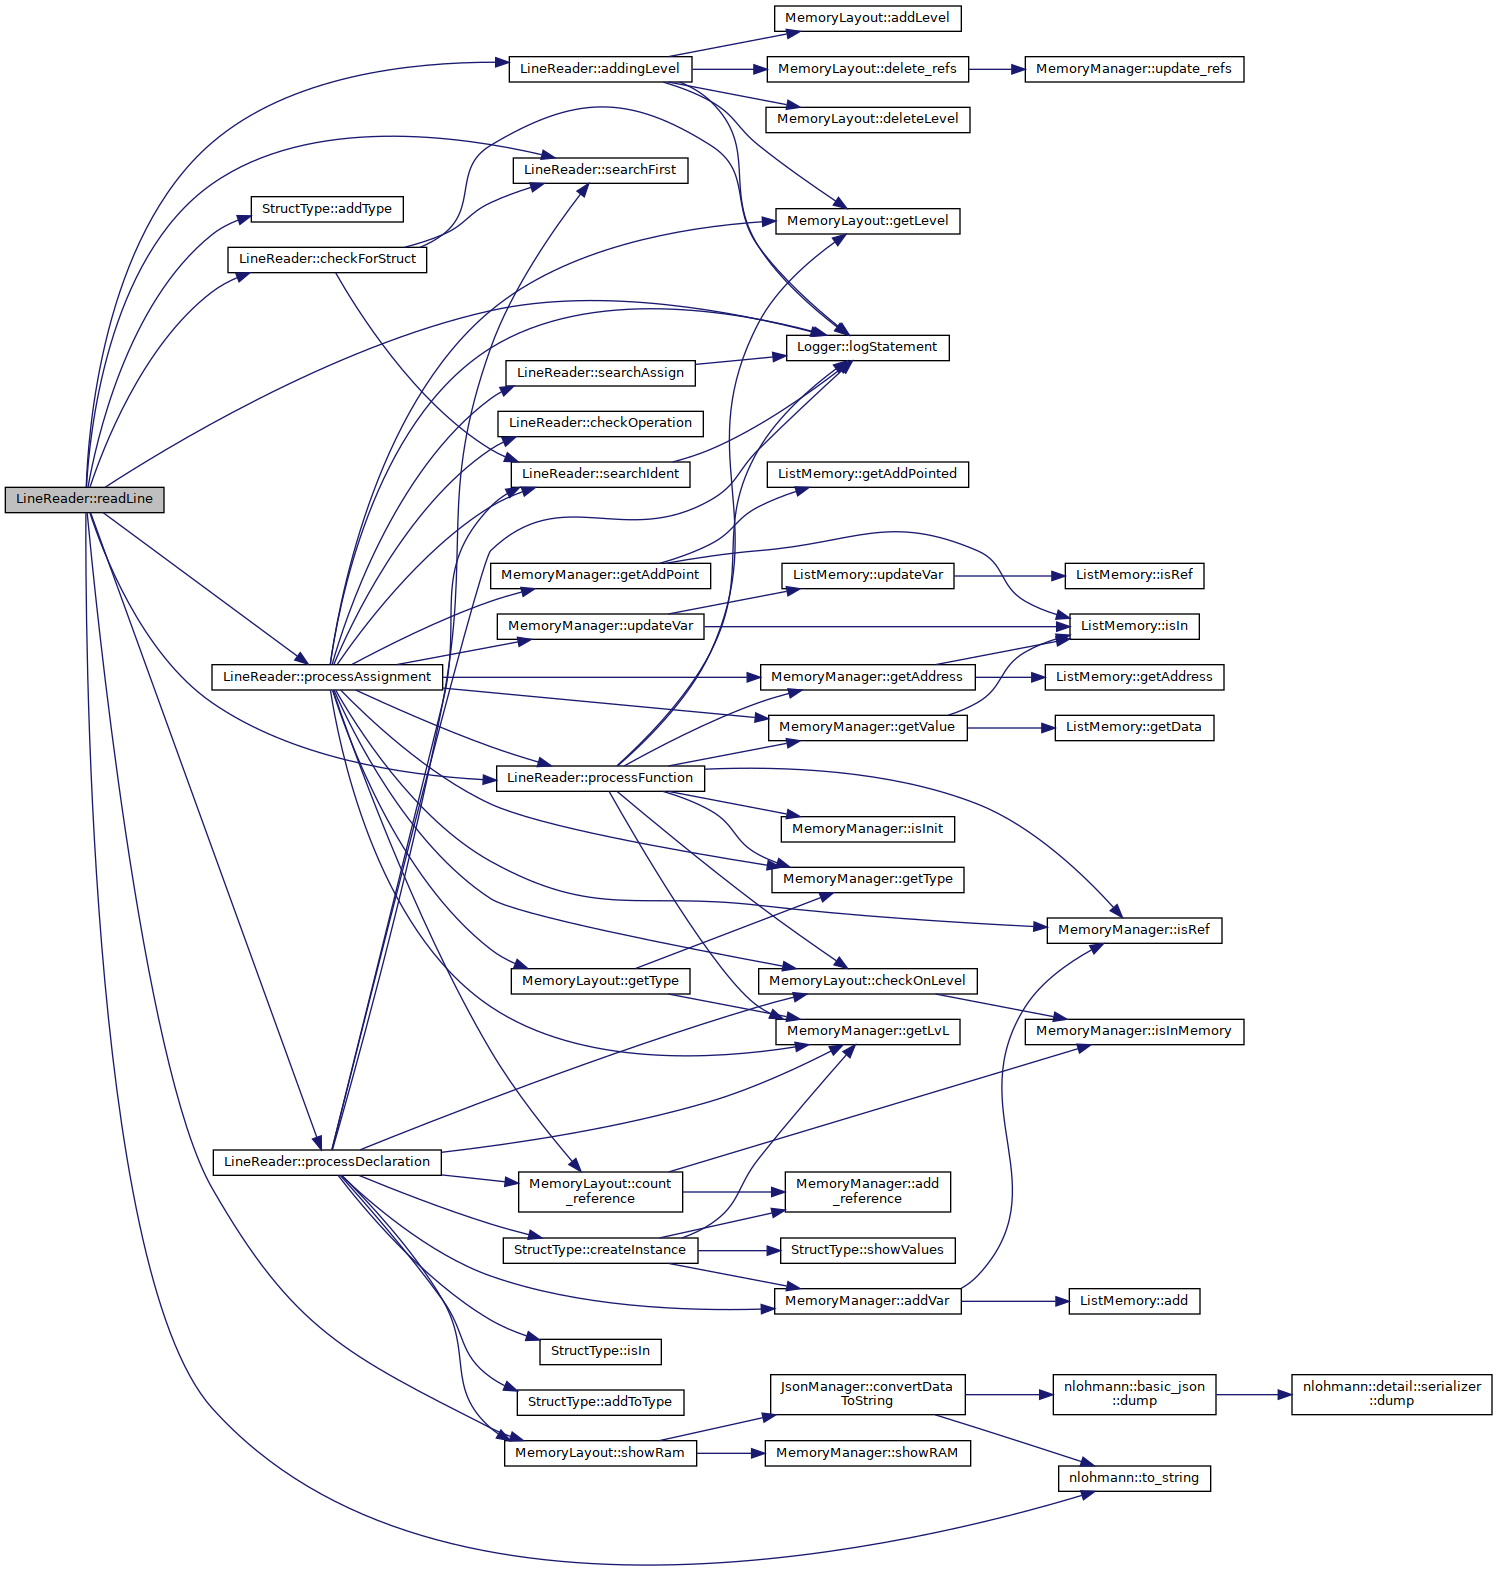 MemoryLayout::addLevel
LineReader::addingLevel
MemoryLayout::delete_refs
MemoryManager::update_refs
MemoryLayout::deleteLevel
LineReader::searchFirst
StructType::addType
MemoryLayout::getLevel
LineReader::checkForStruct
Logger::logStatement
LineReader::searchAssign
LineReader::checkOperation
LineReader::searchIdent
ListMemory::getAddPointed
LineReader::readLine
MemoryManager::getAddPoint
ListMemory::updateVar
ListMemory::isRef
MemoryManager::updateVar
ListMemory::isIn
LineReader::processAssignment
MemoryManager::getAddress
ListMemory::getAddress
MemoryManager::getValue
ListMemory::getData
LineReader::processFunction
MemoryManager::isInit
MemoryManager::getType
MemoryManager::isRef
MemoryLayout::getType
MemoryLayout::checkOnLevel
MemoryManager::getLvL
MemoryManager::isInMemory
LineReader::processDeclaration
MemoryLayout::count
_reference
MemoryManager::add
_reference
StructType::createInstance
StructType::showValues
MemoryManager::addVar
ListMemory::add
StructType::isIn
StructType::addToType
JsonManager::convertData
ToString
nlohmann::basic_json
::dump
nlohmann::detail::serializer
::dump
MemoryLayout::showRam
MemoryManager::showRAM
nlohmann::to_string